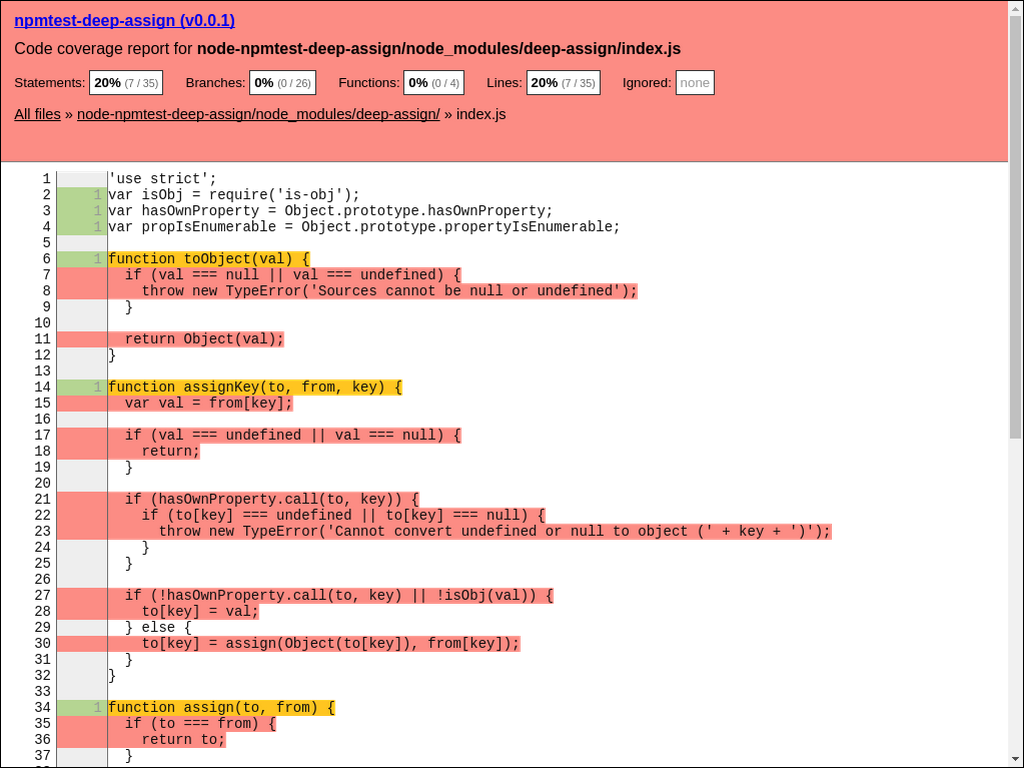 npmtest-deep-assign (v0.0.1)
Code coverage report for node-npmtest-deep-assign/node_modules/deep-assign/index.js
Statements: 20% (7 / 35) Branches: 0% (0 / 26) Functions: 0% (0 / 4) Lines: 20% (7 / 35) Ignored: none
All files » node-npmtest-deep-assign/node_modules/deep-assign/ » index.js
1 'use strict';
2 1 var isObj = require('is-obj');
3 1 var hasOwnProperty = Object.prototype.hasOwnProperty;
4 1 var propIsEnumerable = Object.prototype.propertyIsEnumerable;
5
6 1 function toObject(val) {
7   if (val === null || val === undefined) {
8     throw new TypeError('Sources cannot be null or undefined');
9   }
10
11   return Object(val);
12 }
13
14 1 function assignKey(to, from, key) {
15   var val = from[key];
16
17   if (val === undefined || val === null) {
18     return;
19   }
20
21   if (hasOwnProperty.call(to, key)) {
22     if (to[key] === undefined || to[key] === null) {
23       throw new TypeError('Cannot convert undefined or null to object (' + key + ')');
24     }
25   }
26
27   if (!hasOwnProperty.call(to, key) || !isObj(val)) {
28     to[key] = val;
29   } else {
30     to[key] = assign(Object(to[key]), from[key]);
31   }
32 }
33
34 1 function assign(to, from) {
35   if (to === from) {
36     return to;
37   }